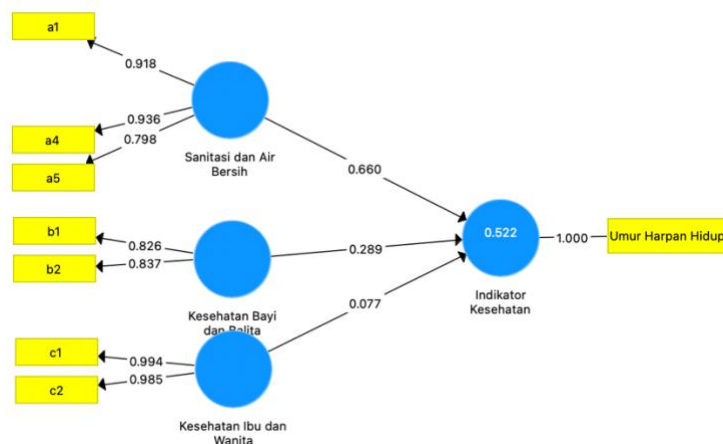 a1
0.918
a4
0.936
a5
0.798
Sanitasi dan Air
Bersih
0.660
b1
0.826
b2
0.837
Kesehatan Bayi
dan Balita
0.289
0.522
Indikator
Kesehatan
1.000
Umur Harpan Hidup
c1
0.994
c2
0.985
Kesehatan Ibu dan
Wanita
0.077